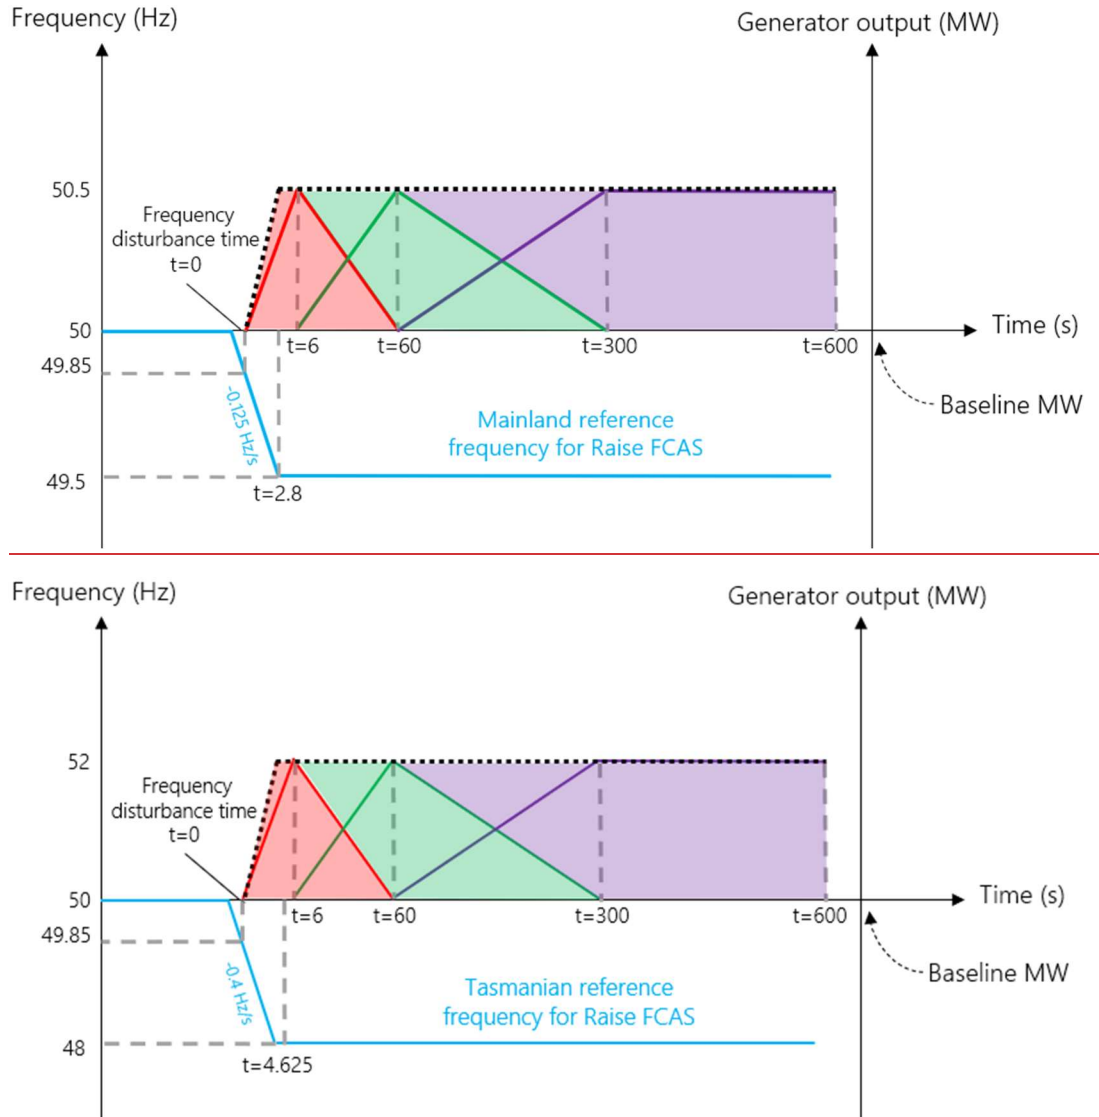 Frequency (Hz)
Generator output (MW)
50.5
Frequency
disturbance time
t=0
50
t=6
t=60
t=300
t=600
Time (s)
49.85
-0.125 Hz/s
Baseline MW
Mainland reference
frequency for Raise FCAS
49.5
t=2.8
Frequency (Hz)
Generator output (MW)
52
Frequency
disturbance time
t=0
50
t=6
t=60
t=300
t=600
Time (s)
49.85
-0.4 Hz/s
Baseline MW
Tasmanian reference
frequency for Raise FCAS
48
t=4.625